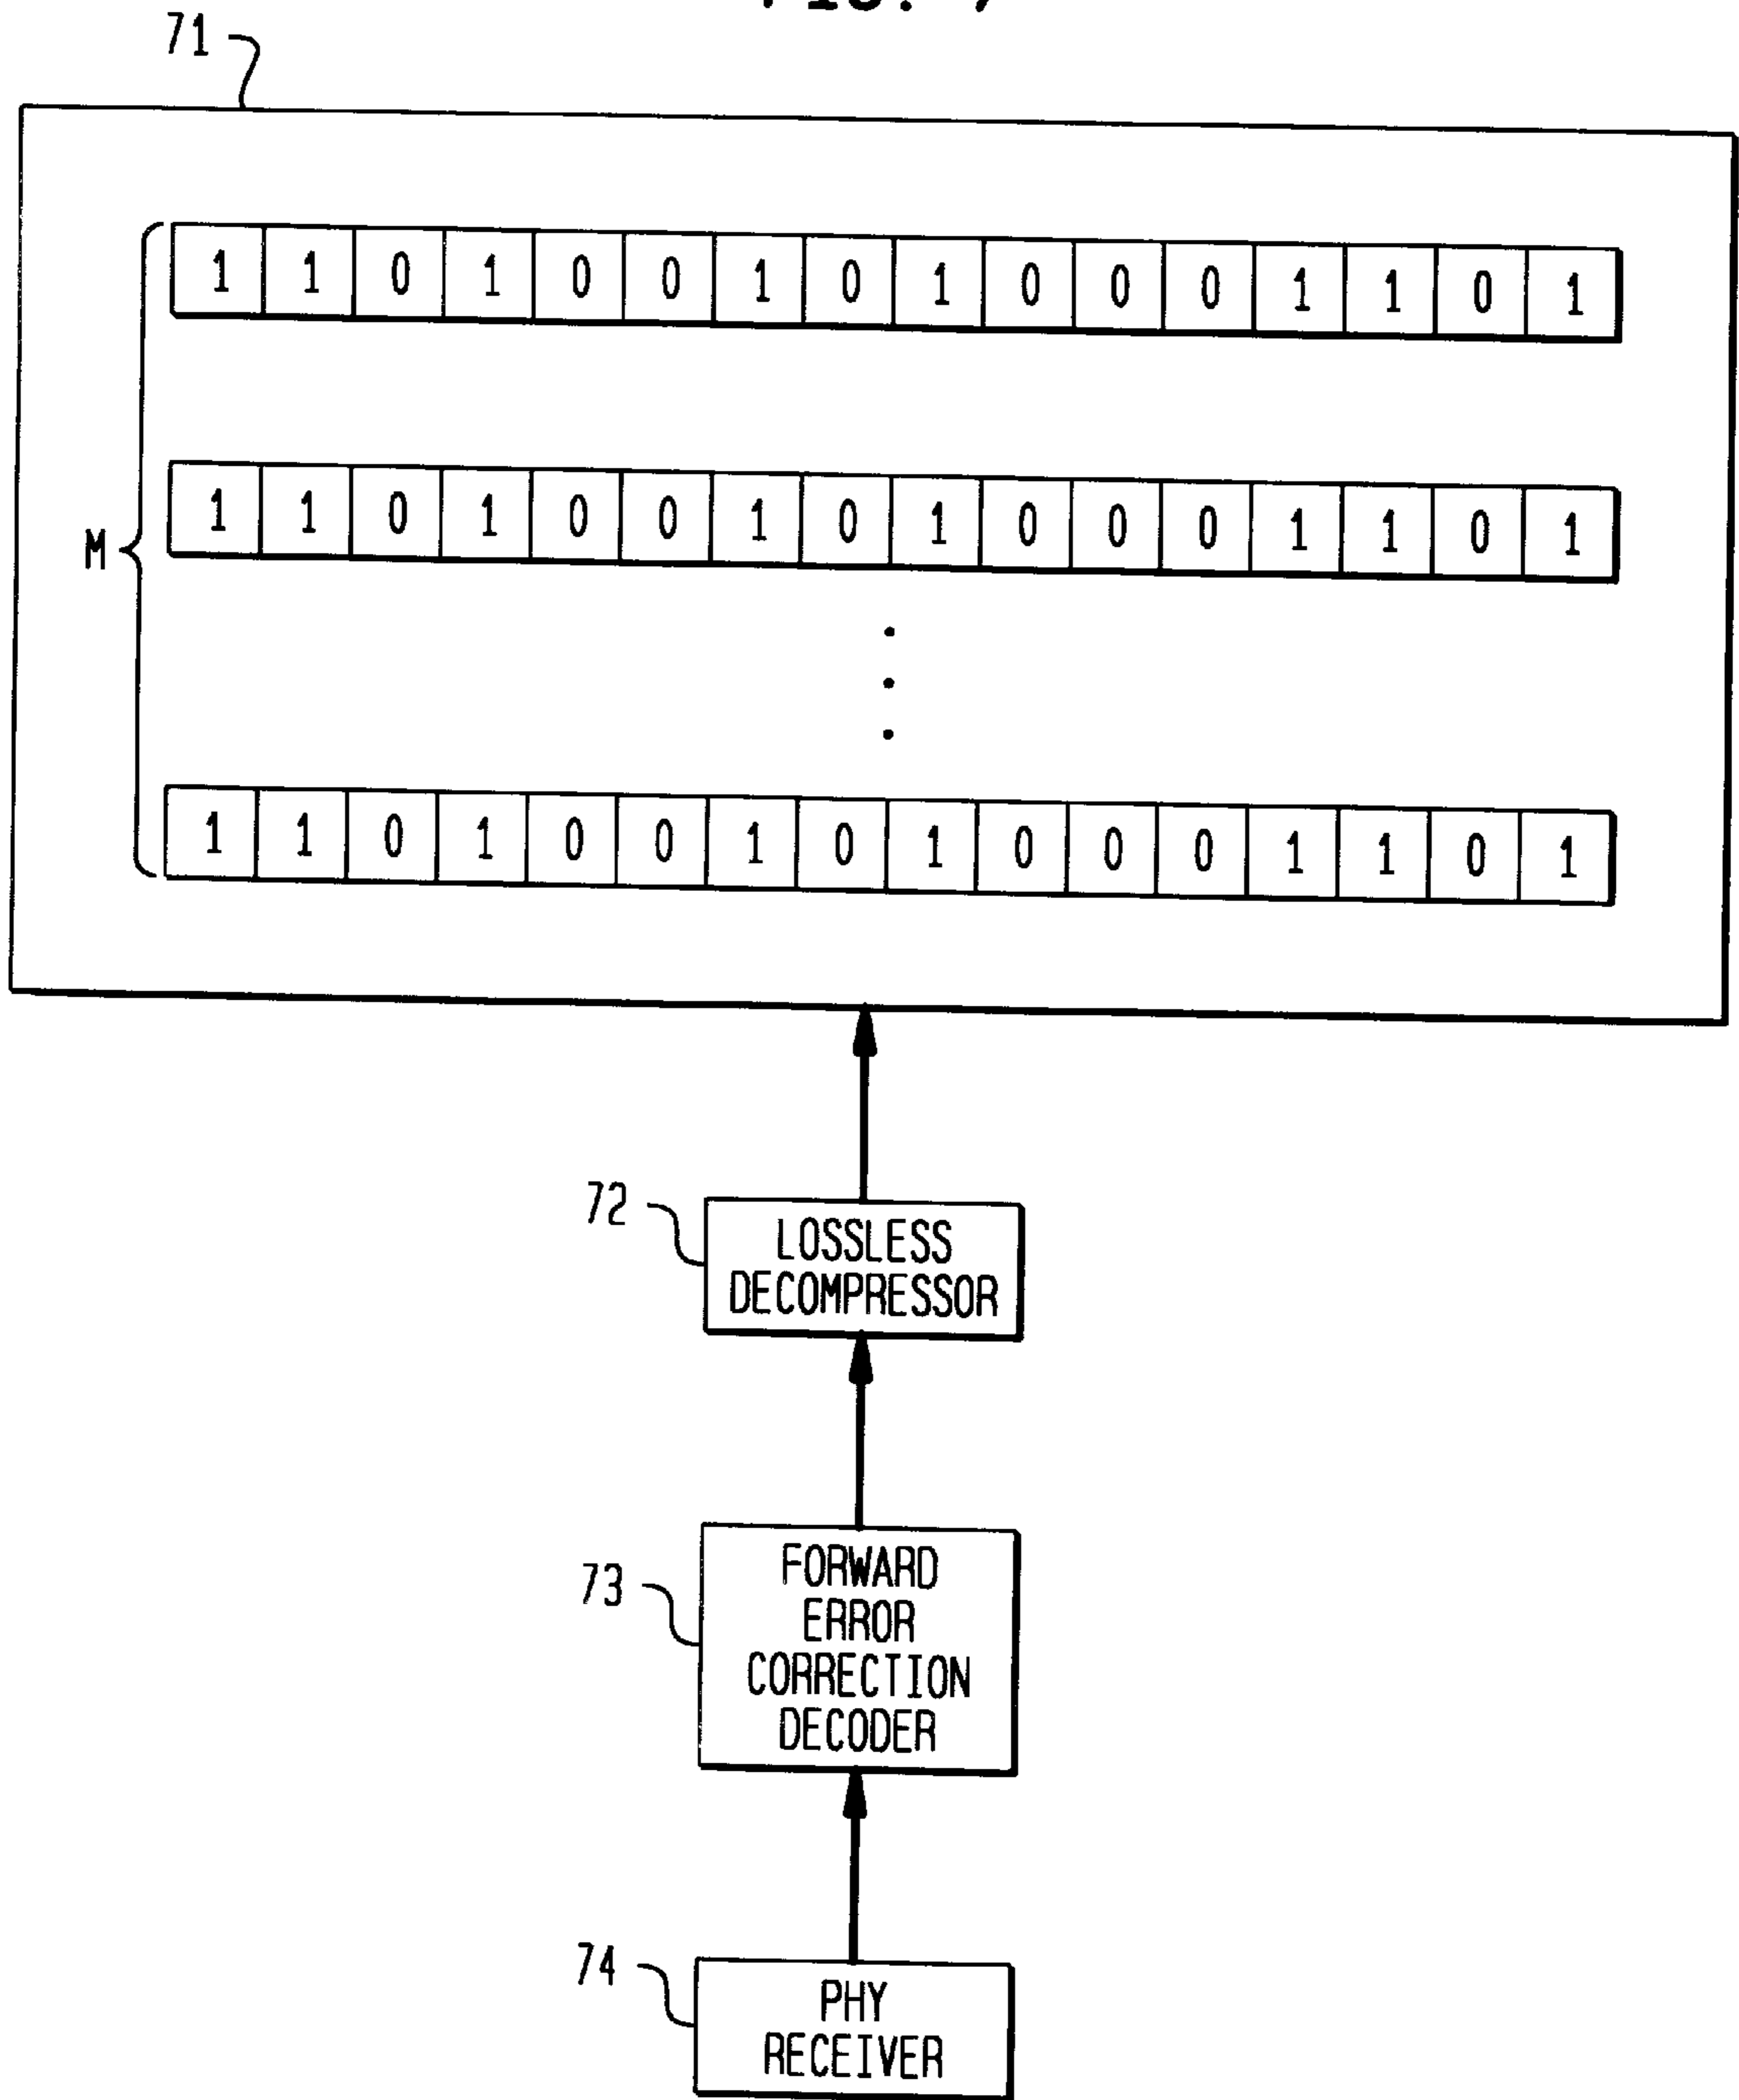 FIG. 7
71
1 1 0 1 0 0 1 0 1 0 0 0 1 1 0 1
M
1 1 0 1 0 0 1 0 1 0 0 0 1 1 0 1
1 1 0 1 0 0 1 0 1 0 0 0 1 1 0 1
72
LOSSLESS
DECOMPRESSOR
73
FORWARD
ERROR
CORRECTION
DECODER
74
PHY
RECEIVER